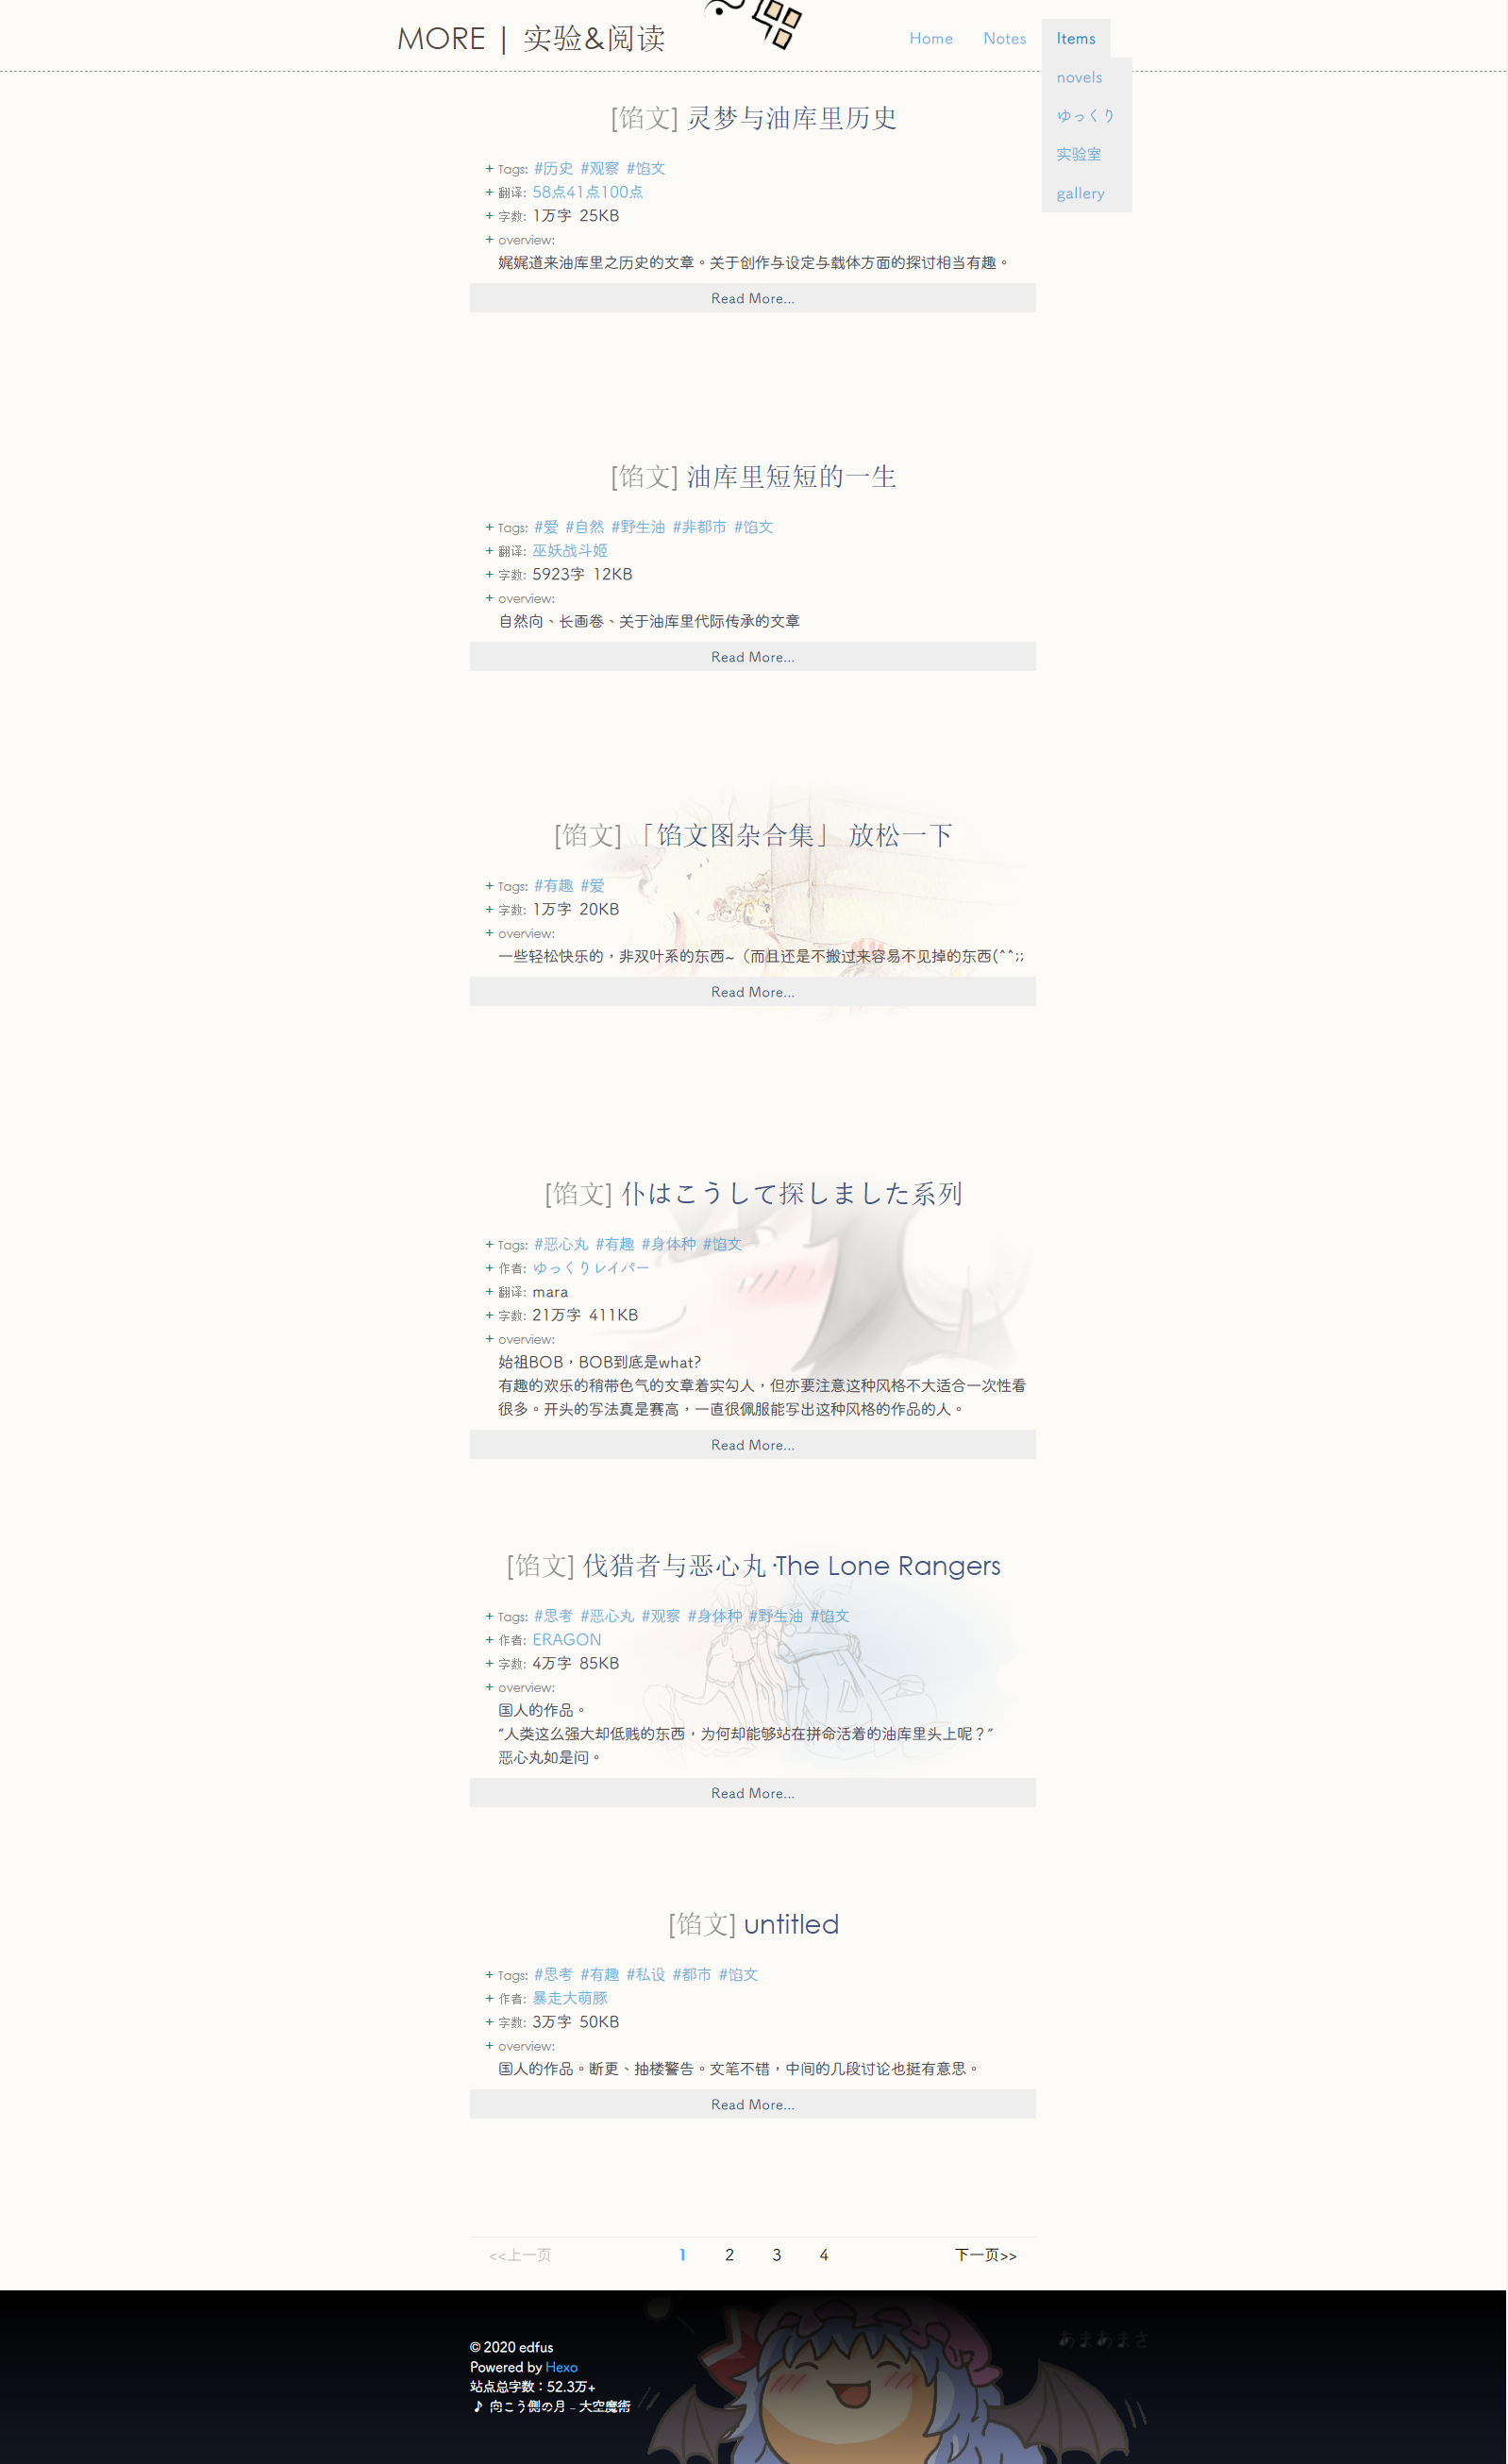 MORE | 实验&阅读
Home
Notes
Items
novels
ゆっくり
实验室
gallery
[馅文] 灵梦与油库里历史
+ Tags: #历史 #观察 #馅文
+ 翻译: 58点41点100点
+ 字数: 1万字 25KB
+ overview:
娓娓道来油库里之历史的文章。关于创作与设定与载体方面的探讨相当有趣。
Read More...
[馅文] 油库里短短的一生
+ Tags: #爱 #自然 #野生油 #非都市 #馅文
+ 翻译: 巫妖战斗姬
+ 字数: 5923字 12KB
+ overview:
自然向、长画卷、关于油库里代际传承的文章
Read More...
[馅文] 「馅文图杂合集」 放松一下
+ Tags: #有趣 #爱
+ 字数: 1万字 20KB
+ overview:
一些轻松快乐的，非双叶系的东西~（而且还是不搬过来容易不见掉的东西(^^;;
Read More...
[馅文] 仆はこうして探しました系列
+ Tags: #恶心丸 #有趣 #身体种 #馅文
+ 作者: ゆっくりレイパー
+ 翻译: mara
+ 字数: 21万字 411KB
+ overview:
始祖BOB，BOB到底是what?
有趣的欢乐的稍带色气的文章着实勾人，但亦要注意这种风格不大适合一次性看
很多。开头的写法真是赛高，一直很佩服能写出这种风格的作品的人。
Read More...
[馅文] 伐猎者与恶心丸·The Lone Rangers
+ Tags: #思考 #恶心丸 #观察 #身体种 #野生油 #馅文
+ 作者: ERAGON
+ 字数: 4万字 85KB
+ overview:
国人的作品。
“人类这么强大却低贱的东西，为何却能够站在拼命活着的油库里头上呢？”
恶心丸如是问。
Read More...
[馅文] untitled
+ Tags: #思考 #有趣 #私设 #都市 #馅文
+ 作者: 暴走大萌豚
+ 字数: 3万字 50KB
+ overview:
国人的作品。断更、抽楼警告。文笔不错，中间的几段讨论也挺有意思。
Read More...
<<上一页 1 2 3 4 下一页>>
© 2020 edfus
Powered by Hexo
站点总字数：52.3万+
♪ 向こう側の月 - 大空魔術
あまあまさ